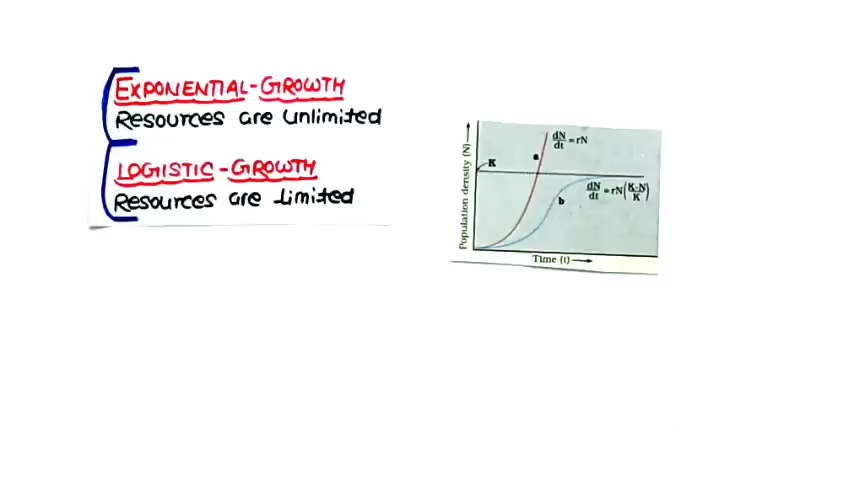 EXPONENTIAL-GROWTH
Resources are unlimited
LOGISTIC-GROWTH
Resources are Limited
Population density (N)
K
a
dN/dt = rN
b
dN/dt = rN(K-N/K)
Time (t)